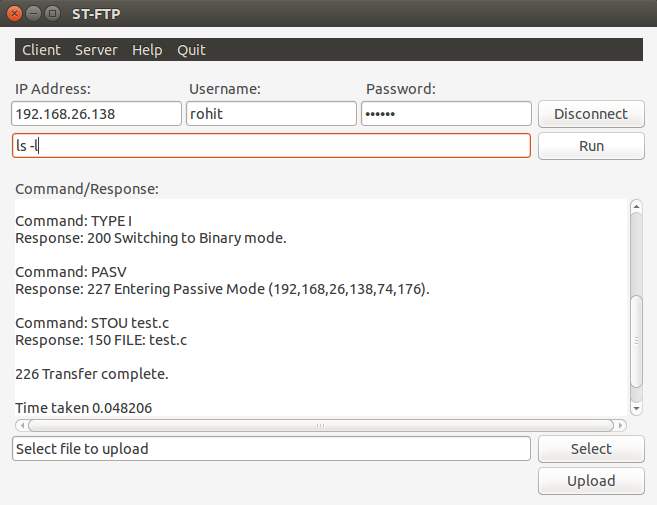 ST-FTP
Client Server Help Quit
IP Address: Username: Password:
192.168.26.138 rohit •••••• Disconnect
ls -l Run
Command/Response:
Command: TYPE I
Response: 200 Switching to Binary mode.
Command: PASV
Response: 227 Entering Passive Mode (192,168,26,138,74,176).
Command: STOU test.c
Response: 150 FILE: test.c
226 Transfer complete.
Time taken 0.048206
Select file to upload Select
Upload